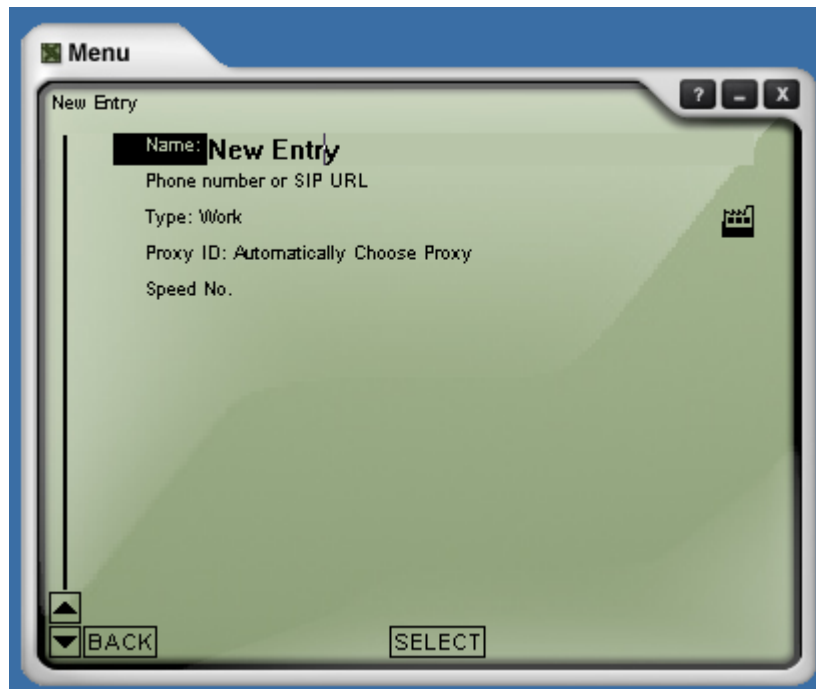 Menu
? - X
New Entry
Name: New Entry
Phone number or SIP URL
Type: Work
Proxy ID: Automatically Choose Proxy
Speed No.
BACK SELECT